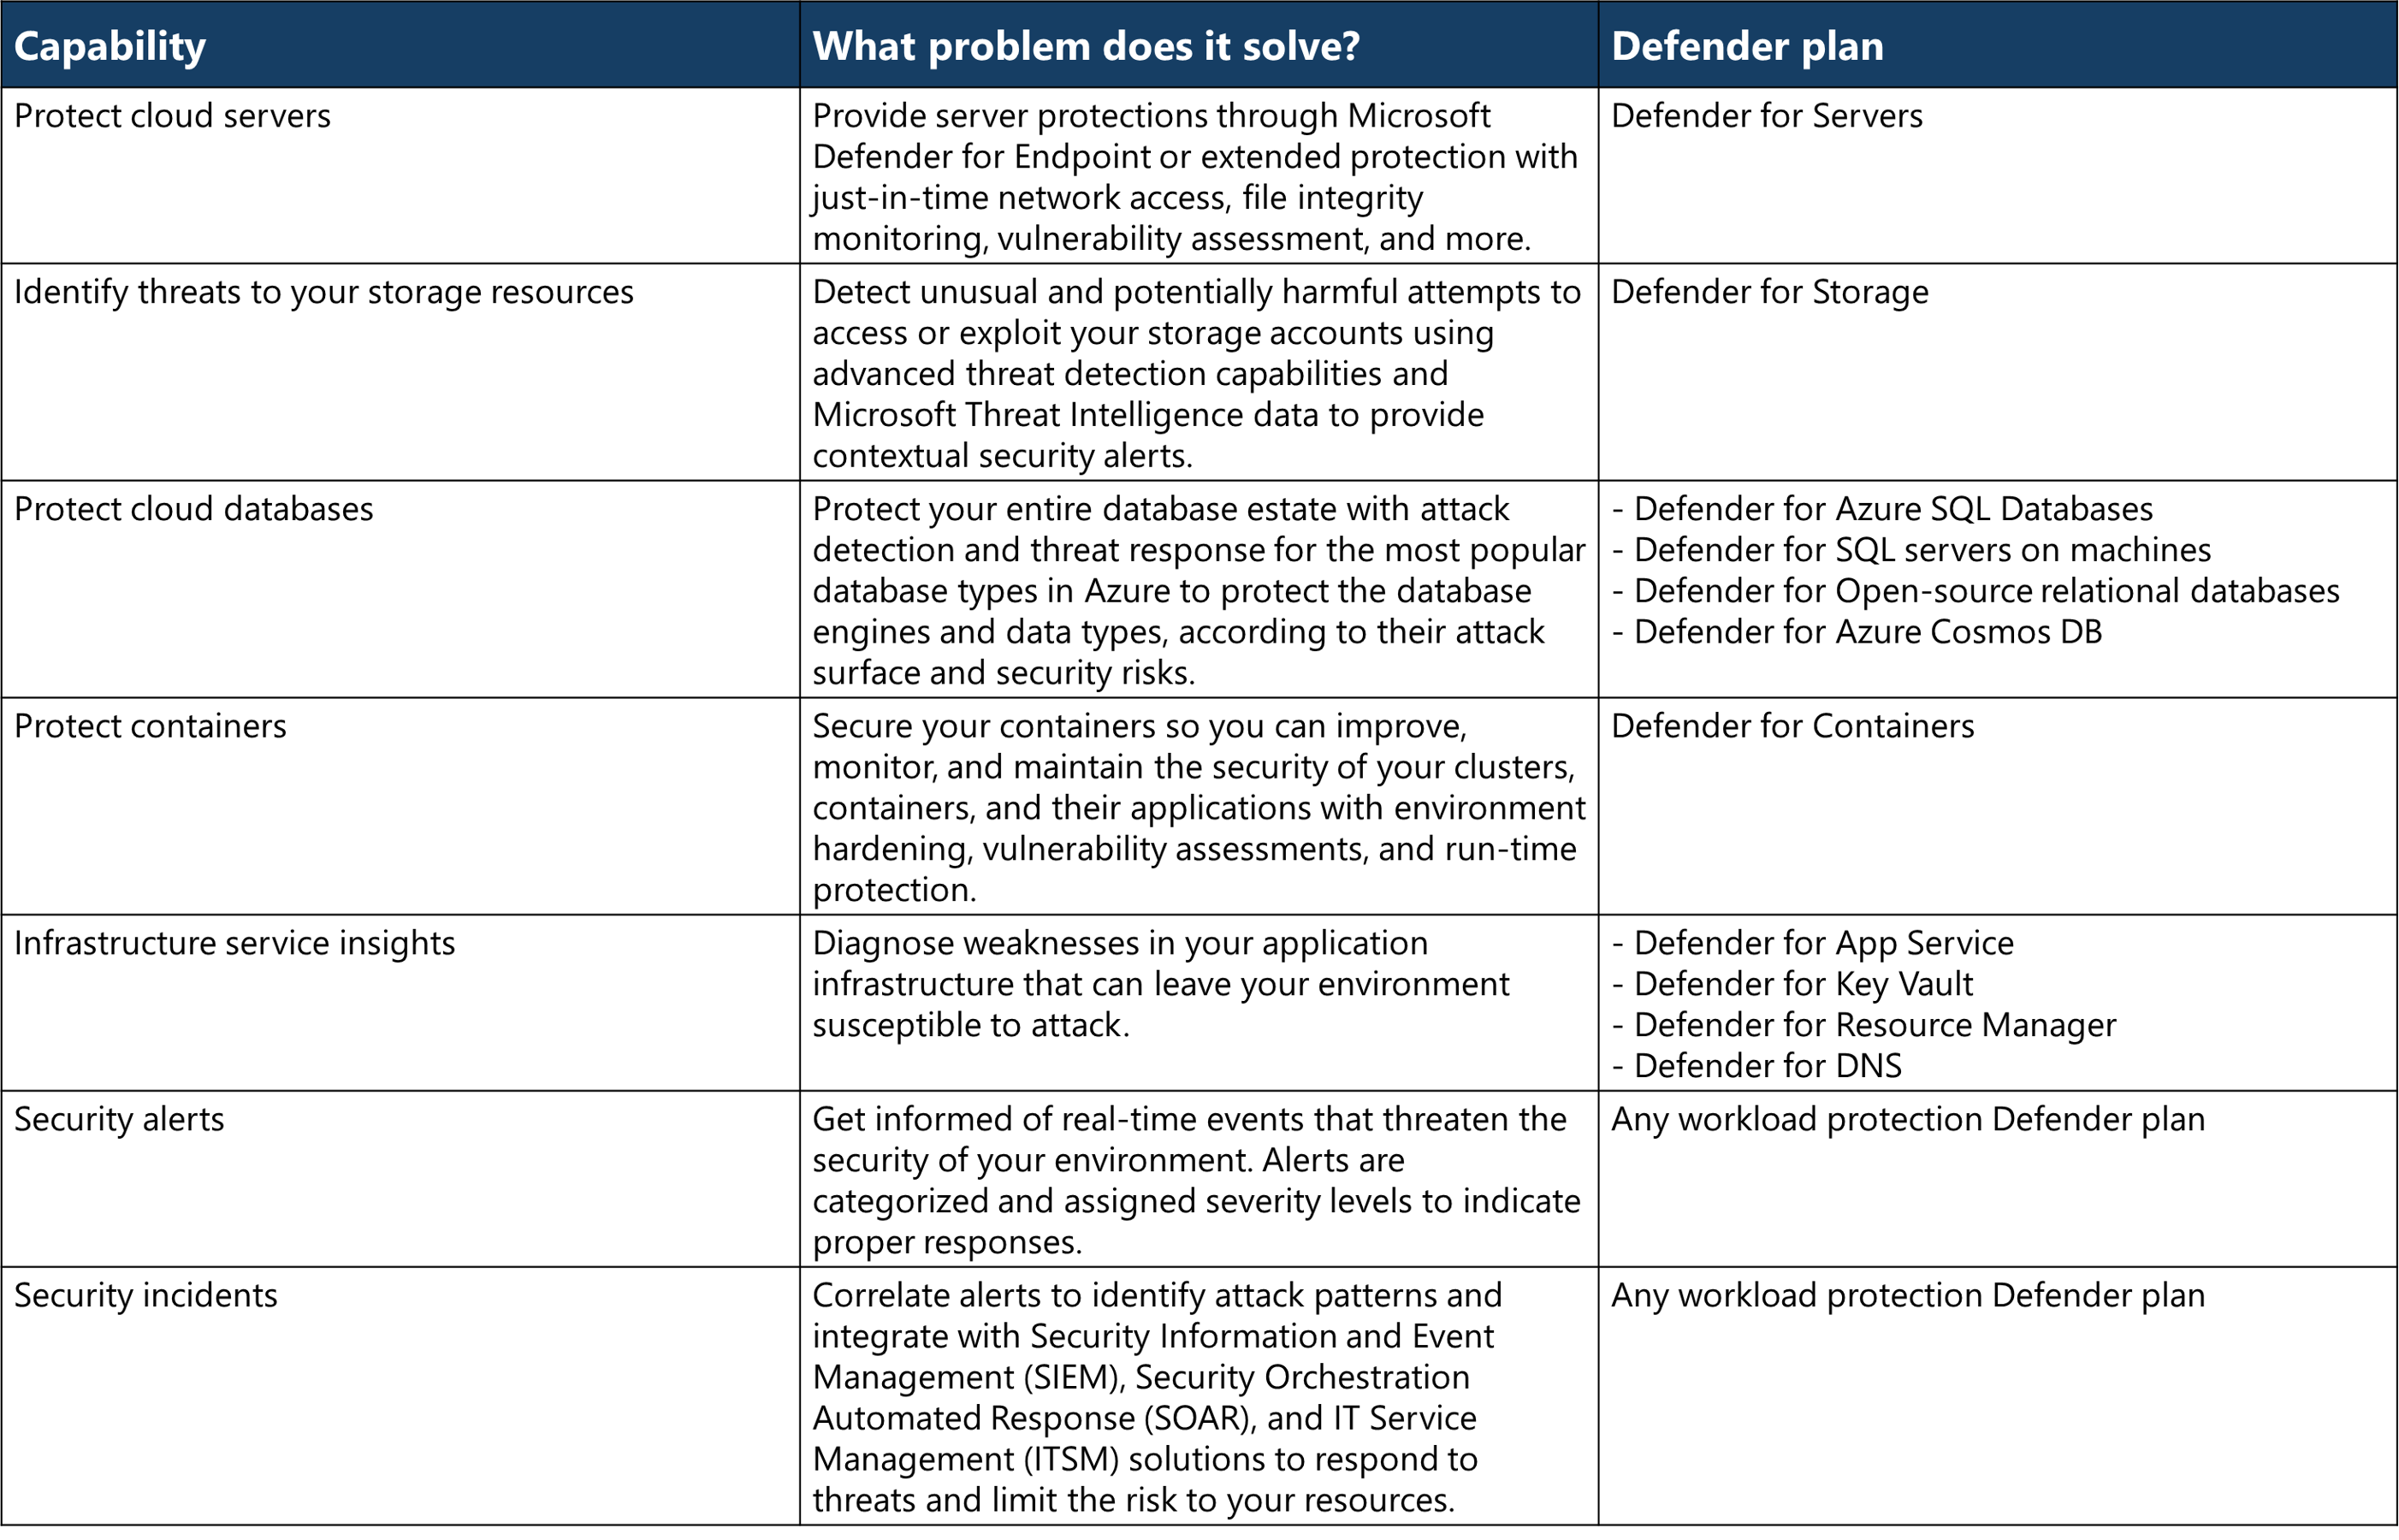 Capability
What problem does it solve?
Defender plan
Protect cloud servers
Provide server protections through Microsoft
Defender for Endpoint or extended protection with
just-in-time network access, file integrity
monitoring, vulnerability assessment, and more.
Defender for Servers
Identify threats to your storage resources
Detect unusual and potentially harmful attempts to
access or exploit your storage accounts using
advanced threat detection capabilities and
Microsoft Threat Intelligence data to provide
contextual security alerts.
Defender for Storage
Protect cloud databases
Protect your entire database estate with attack
detection and threat response for the most popular
database types in Azure to protect the database
engines and data types, according to their attack
surface and security risks.
- Defender for Azure SQL Databases
- Defender for SQL servers on machines
- Defender for Open-source relational databases
- Defender for Azure Cosmos DB
Protect containers
Secure your containers so you can improve,
monitor, and maintain the security of your clusters,
containers, and their applications with environment
hardening, vulnerability assessments, and run-time
protection.
Defender for Containers
Infrastructure service insights
Diagnose weaknesses in your application
infrastructure that can leave your environment
susceptible to attack.
- Defender for App Service
- Defender for Key Vault
- Defender for Resource Manager
- Defender for DNS
Security alerts
Get informed of real-time events that threaten the
security of your environment. Alerts are
categorized and assigned severity levels to indicate
proper responses.
Any workload protection Defender plan
Security incidents
Correlate alerts to identify attack patterns and
integrate with Security Information and Event
Management (SIEM), Security Orchestration
Automated Response (SOAR), and IT Service
Management (ITSM) solutions to respond to
threats and limit the risk to your resources.
Any workload protection Defender plan